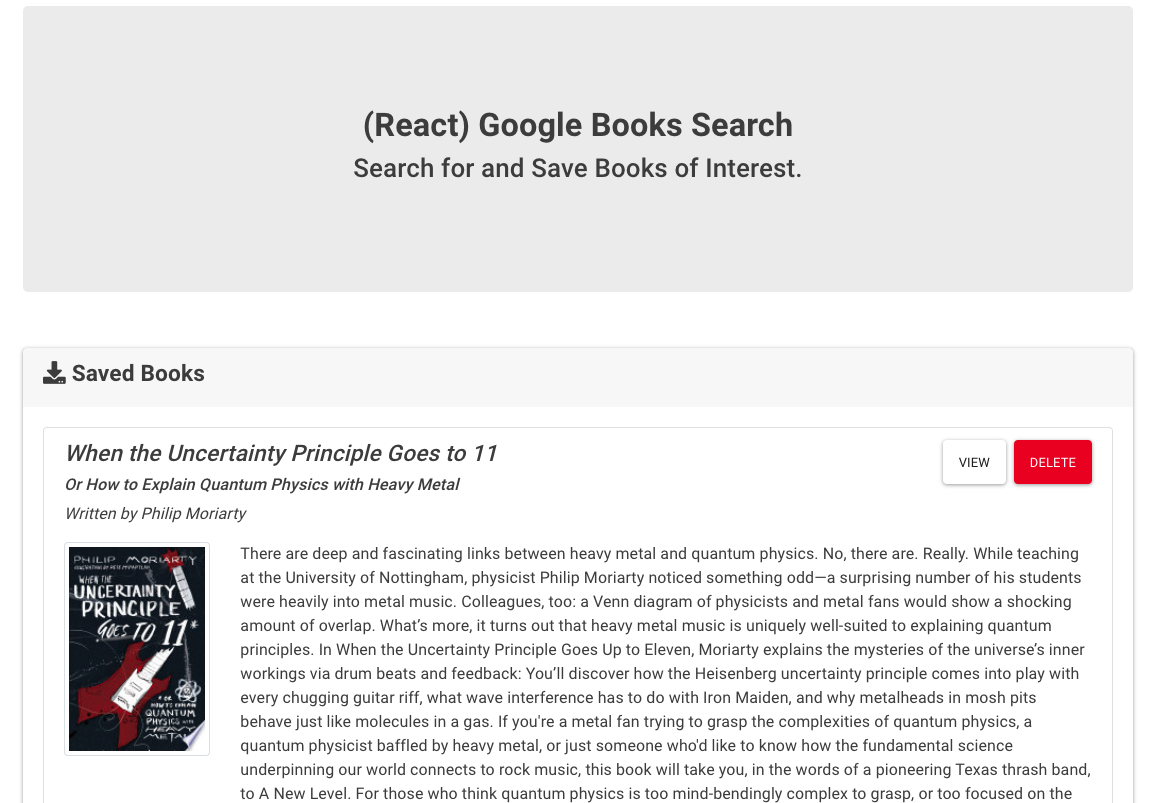 (React) Google Books Search
Search for and Save Books of Interest.
Saved Books
When the Uncertainty Principle Goes to 11
Or How to Explain Quantum Physics with Heavy Metal
Written by Philip Moriarty
VIEW
DELETE
PHILIP MORIARTY
WHEN THE
UNCERTAINTY
PRINCIPLE
GOES TO 11*
* OR
HOW TO EXPLAIN
QUANTUM
PHYSICS WITH
HEAVY
METAL
There are deep and fascinating links between heavy metal and quantum physics. No, there are. Really. While teaching
at the University of Nottingham, physicist Philip Moriarty noticed something odd—a surprising number of his students
were heavily into metal music. Colleagues, too: a Venn diagram of physicists and metal fans would show a shocking
amount of overlap. What’s more, it turns out that heavy metal music is uniquely well-suited to explaining quantum
principles. In When the Uncertainty Principle Goes Up to Eleven, Moriarty explains the mysteries of the universe’s inner
workings via drum beats and feedback: You’ll discover how the Heisenberg uncertainty principle comes into play with
every chugging guitar riff, what wave interference has to do with Iron Maiden, and why metalheads in mosh pits
behave just like molecules in a gas. If you're a metal fan trying to grasp the complexities of quantum physics, a
quantum physicist baffled by heavy metal, or just someone who'd like to know how the fundamental science
underpinning our world connects to rock music, this book will take you, in the words of a pioneering Texas thrash band,
to A New Level. For those who think quantum physics is too mind-bendingly complex to grasp, or too focused on the